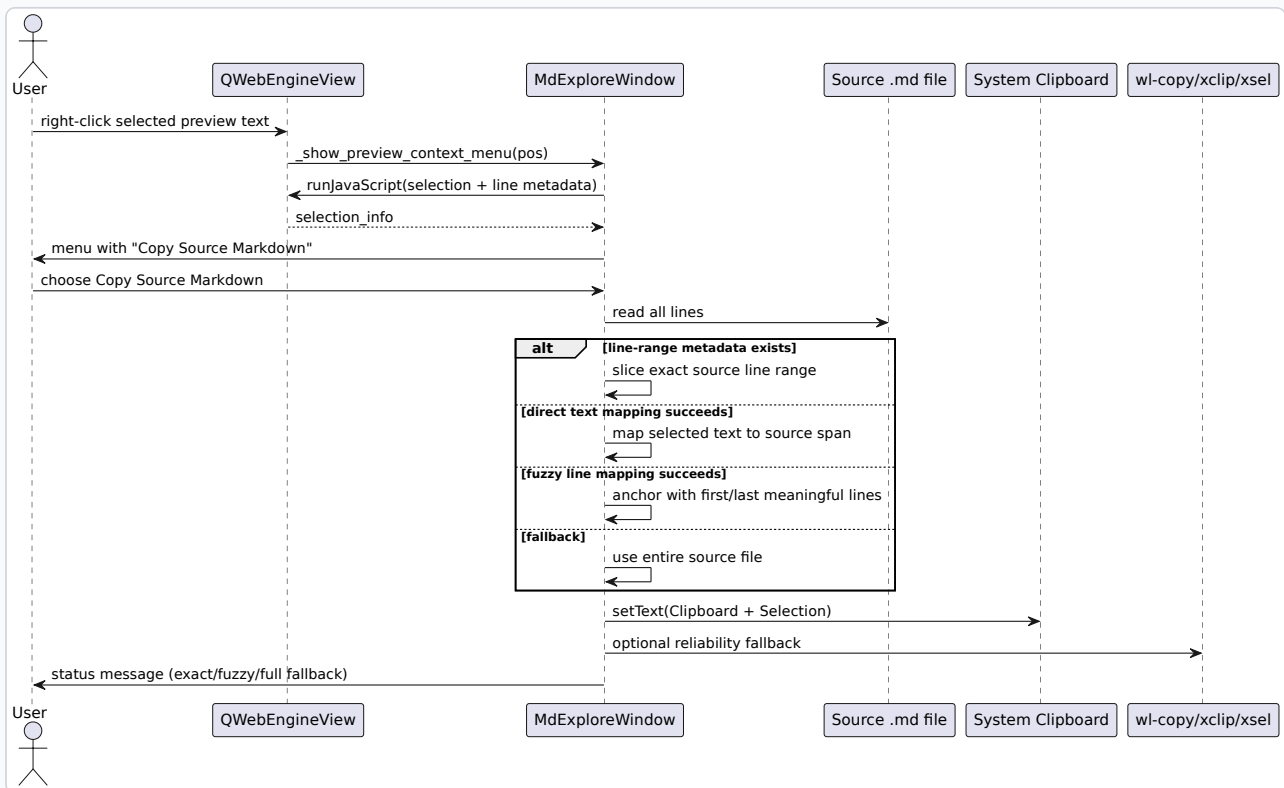 User
QWebEngineView
MdExploreWindow
Source .md file
System Clipboard
wl-copy/xclip/xsel
right-click selected preview text
_show_preview_context_menu(pos)
runJavaScript(selection + line metadata)
selection_info
menu with "Copy Source Markdown"
choose Copy Source Markdown
read all lines
alt
[line-range metadata exists]
slice exact source line range
[direct text mapping succeeds]
map selected text to source span
[fuzzy line mapping succeeds]
anchor with first/last meaningful lines
[fallback]
use entire source file
setText(Clipboard + Selection)
optional reliability fallback
status message (exact/fuzzy/full fallback)
User
QWebEngineView
MdExploreWindow
Source .md file
System Clipboard
wl-copy/xclip/xsel